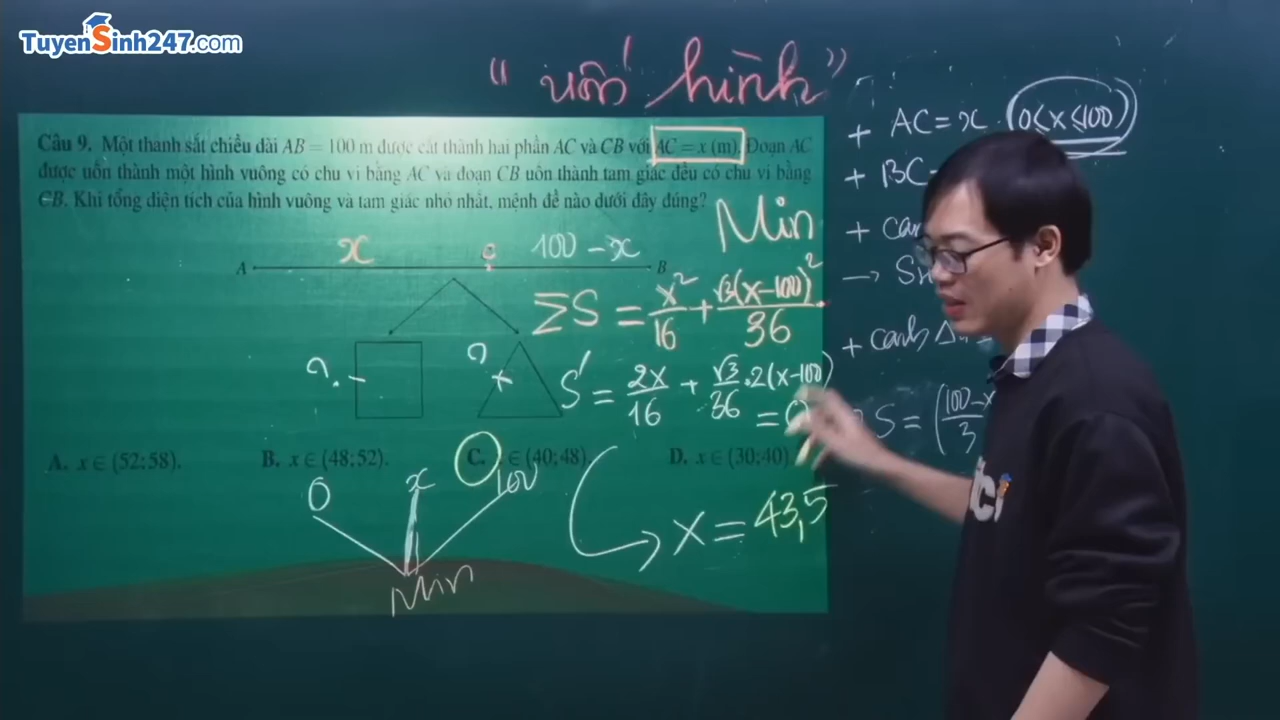 TuyenSinh247.com
"uốn hình"
Câu 9. Một thanh sắt chiều dài AB = 100 m được cắt thành hai phần AC và CB với AC = x (m). Đoạn AC
được uốn thành một hình vuông có chu vi bằng AC và đoạn CB uốn thành tam giác đều có chu vi bằng
CB. Khi tổng diện tích của hình vuông và tam giác nhỏ nhất, mệnh đề nào dưới đây đúng?
Min
x C 100 - x
A B
ΣS = x²/16 + √3(x-100)²/36
? ?
S' = 2x/16 + √3/36 . 2(x-100)
= 0
A. x ∈ (52;58). B. x ∈ (48;52). C. ∈ (40;48). D. x ∈ (30;40)
0 x 100
Min
x = 43,5
+ AC = x . (0 ≤ x ≤ 100)
+ BC =
+
→
+ cạnh Δ
S = (100-x/3